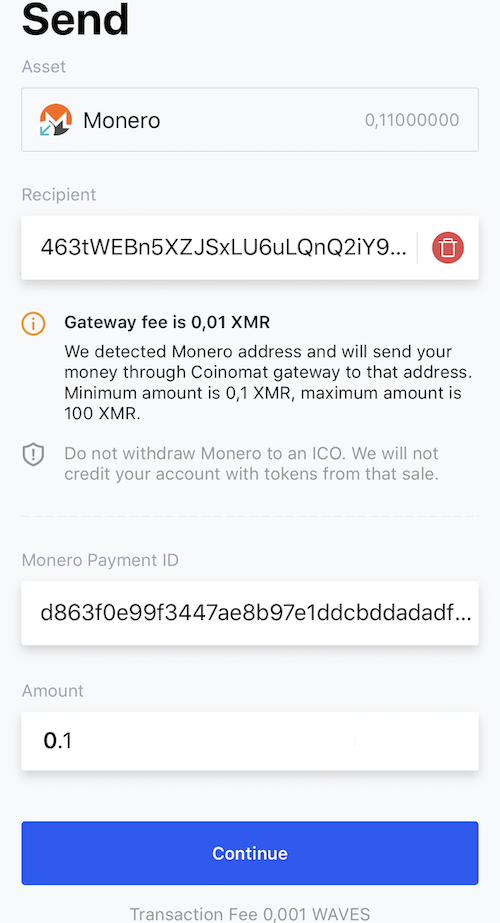 Send
Asset
Monero 0,11000000
Recipient
463tWEBn5XZJSxLU6uLQnQ2iY9...
Gateway fee is 0,01 XMR
We detected Monero address and will send your
money through Coinomat gateway to that address.
Minimum amount is 0,1 XMR, maximum amount is
100 XMR.
Do not withdraw Monero to an ICO. We will not
credit your account with tokens from that sale.
Monero Payment ID
d863f0e99f3447ae8b97e1ddcbddadadf...
Amount
0.1
Continue
Transaction Fee 0,001 WAVES